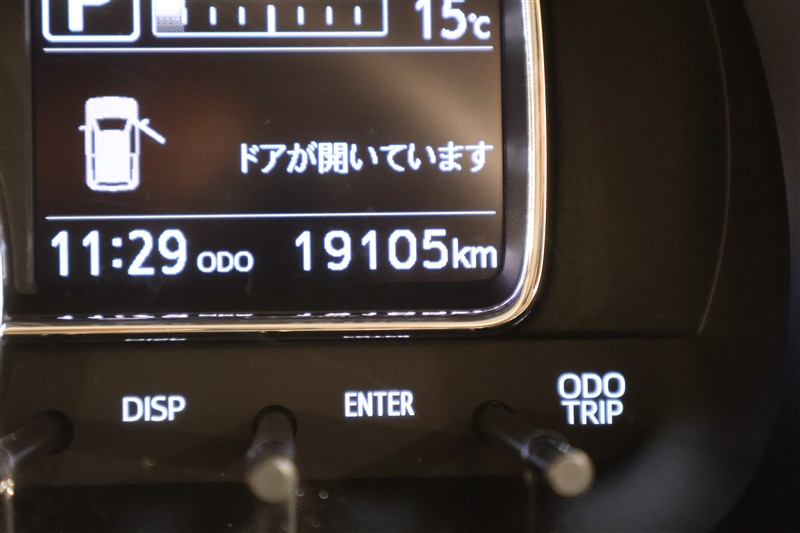 P 15℃
ドアが開いています
11:29 ODO 19105km
DISP ENTER ODO
TRIP